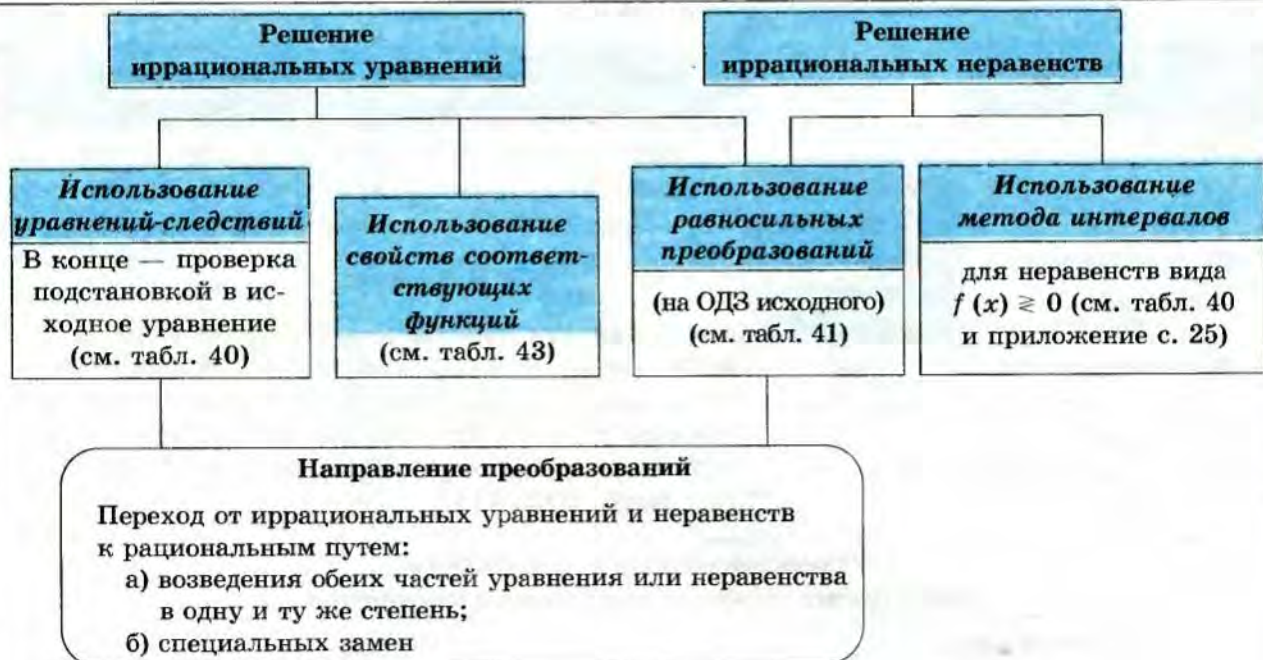 Решение
иррациональных уравнений
Решение
иррациональных неравенств
Использование
уравнений-следствий
В конце — проверка
подстановкой в ис-
ходное уравнение
(см. табл. 40)
Использование
свойств соответ-
ствующих
функций
(см. табл. 43)
Использование
равносильных
преобразований
(на ОДЗ исходного)
(см. табл. 41)
Использование
метода интервалов
для неравенств вида
f (x) ≷ 0 (см. табл. 40
и приложение с. 25)
Направление преобразований
Переход от иррациональных уравнений и неравенств
к рациональным путем:
а) возведения обеих частей уравнения или неравенства
в одну и ту же степень;
б) специальных замен